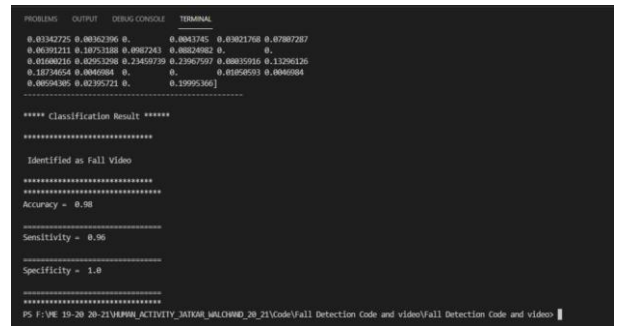 PROBLEMS OUTPUT DEBUG CONSOLE TERMINAL
0.03342725 0.00362396 0. 0.0043745 0.03021768 0.07807287
0.06391211 0.10753188 0.0987243 0.08824982 0. 0.
0.01600216 0.02953298 0.23459739 0.23967597 0.08035916 0.13296126
0.18734654 0.0046984 0. 0. 0.01050593 0.0046984
0.00594305 0.02395721 0. 0.19995366]
------------------------------------------------
***** Classification Result ******
******************************
Identified as Fall Video
******************************
********************************
Accuracy = 0.98
================================
Sensitivity = 0.96
================================
Specificity = 1.0
================================
********************************
PS F:\ME 19-20 20-21\HUMAN_ACTIVITY_JATKAR_WALCHAND_20_21\Code\Fall Detection Code and video\Fall Detection Code and video>